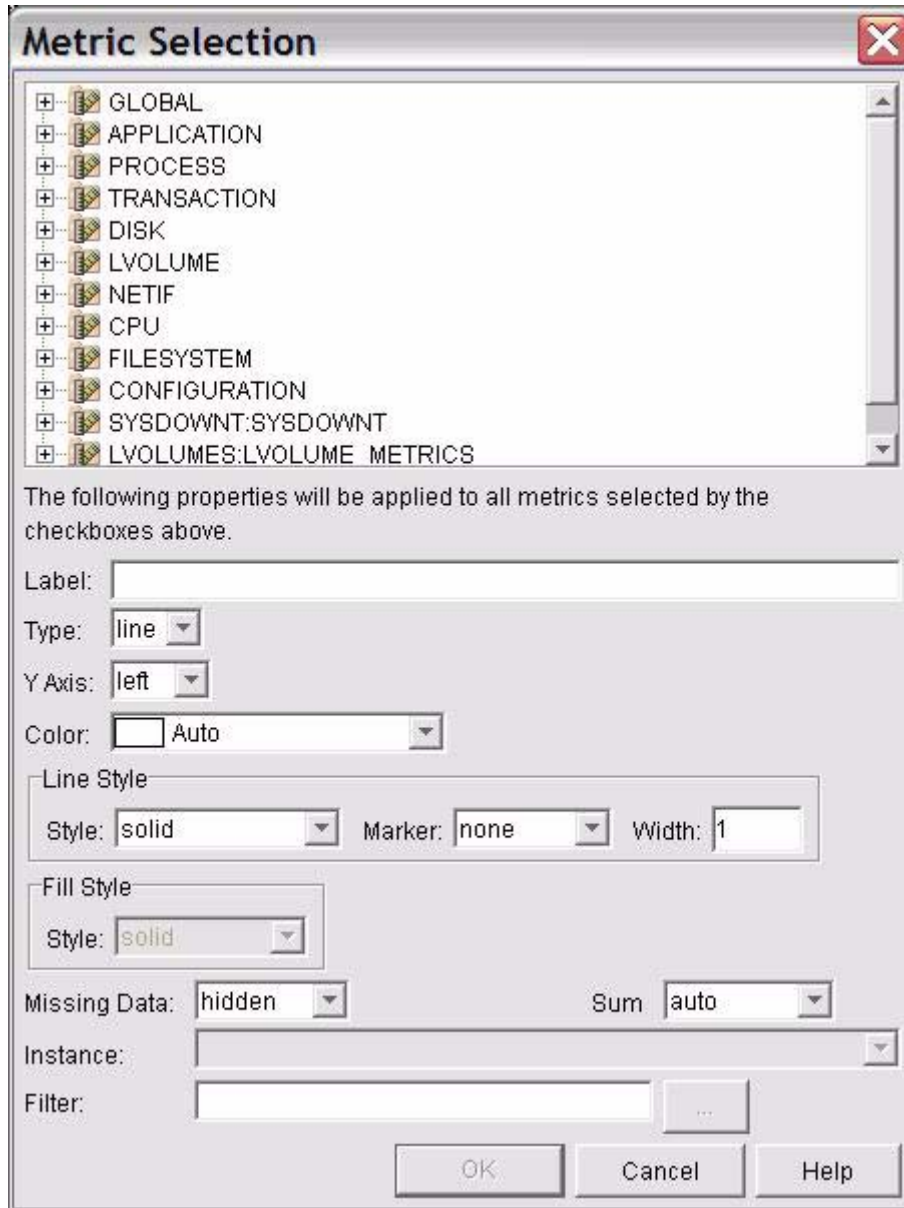 Metric Selection
GLOBAL
APPLICATION
PROCESS
TRANSACTION
DISK
LVOLUME
NETIF
CPU
FILESYSTEM
CONFIGURATION
SYSDOWNT:SYSDOWNT
LVOLUMES:LVOLUME_METRICS
The following properties will be applied to all metrics selected by the
checkboxes above.
Label:
Type: line
Y Axis: left
Color: Auto
Line Style
Style: solid Marker: none Width: 1
Fill Style
Style: solid
Missing Data: hidden Sum auto
Instance:
Filter: ...
OK Cancel Help